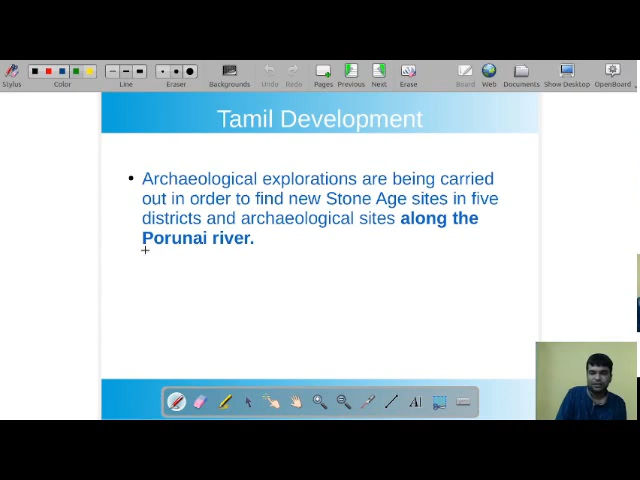 Stylus
Color
Line
Eraser
Backgrounds
Undo
Redo
Pages
Previous
Next
Erase
Board
Web
Documents
Show Desktop
OpenBoard
Tamil Development
• Archaeological explorations are being carried
out in order to find new Stone Age sites in five
districts and archaeological sites along the
Porunai river.
AI